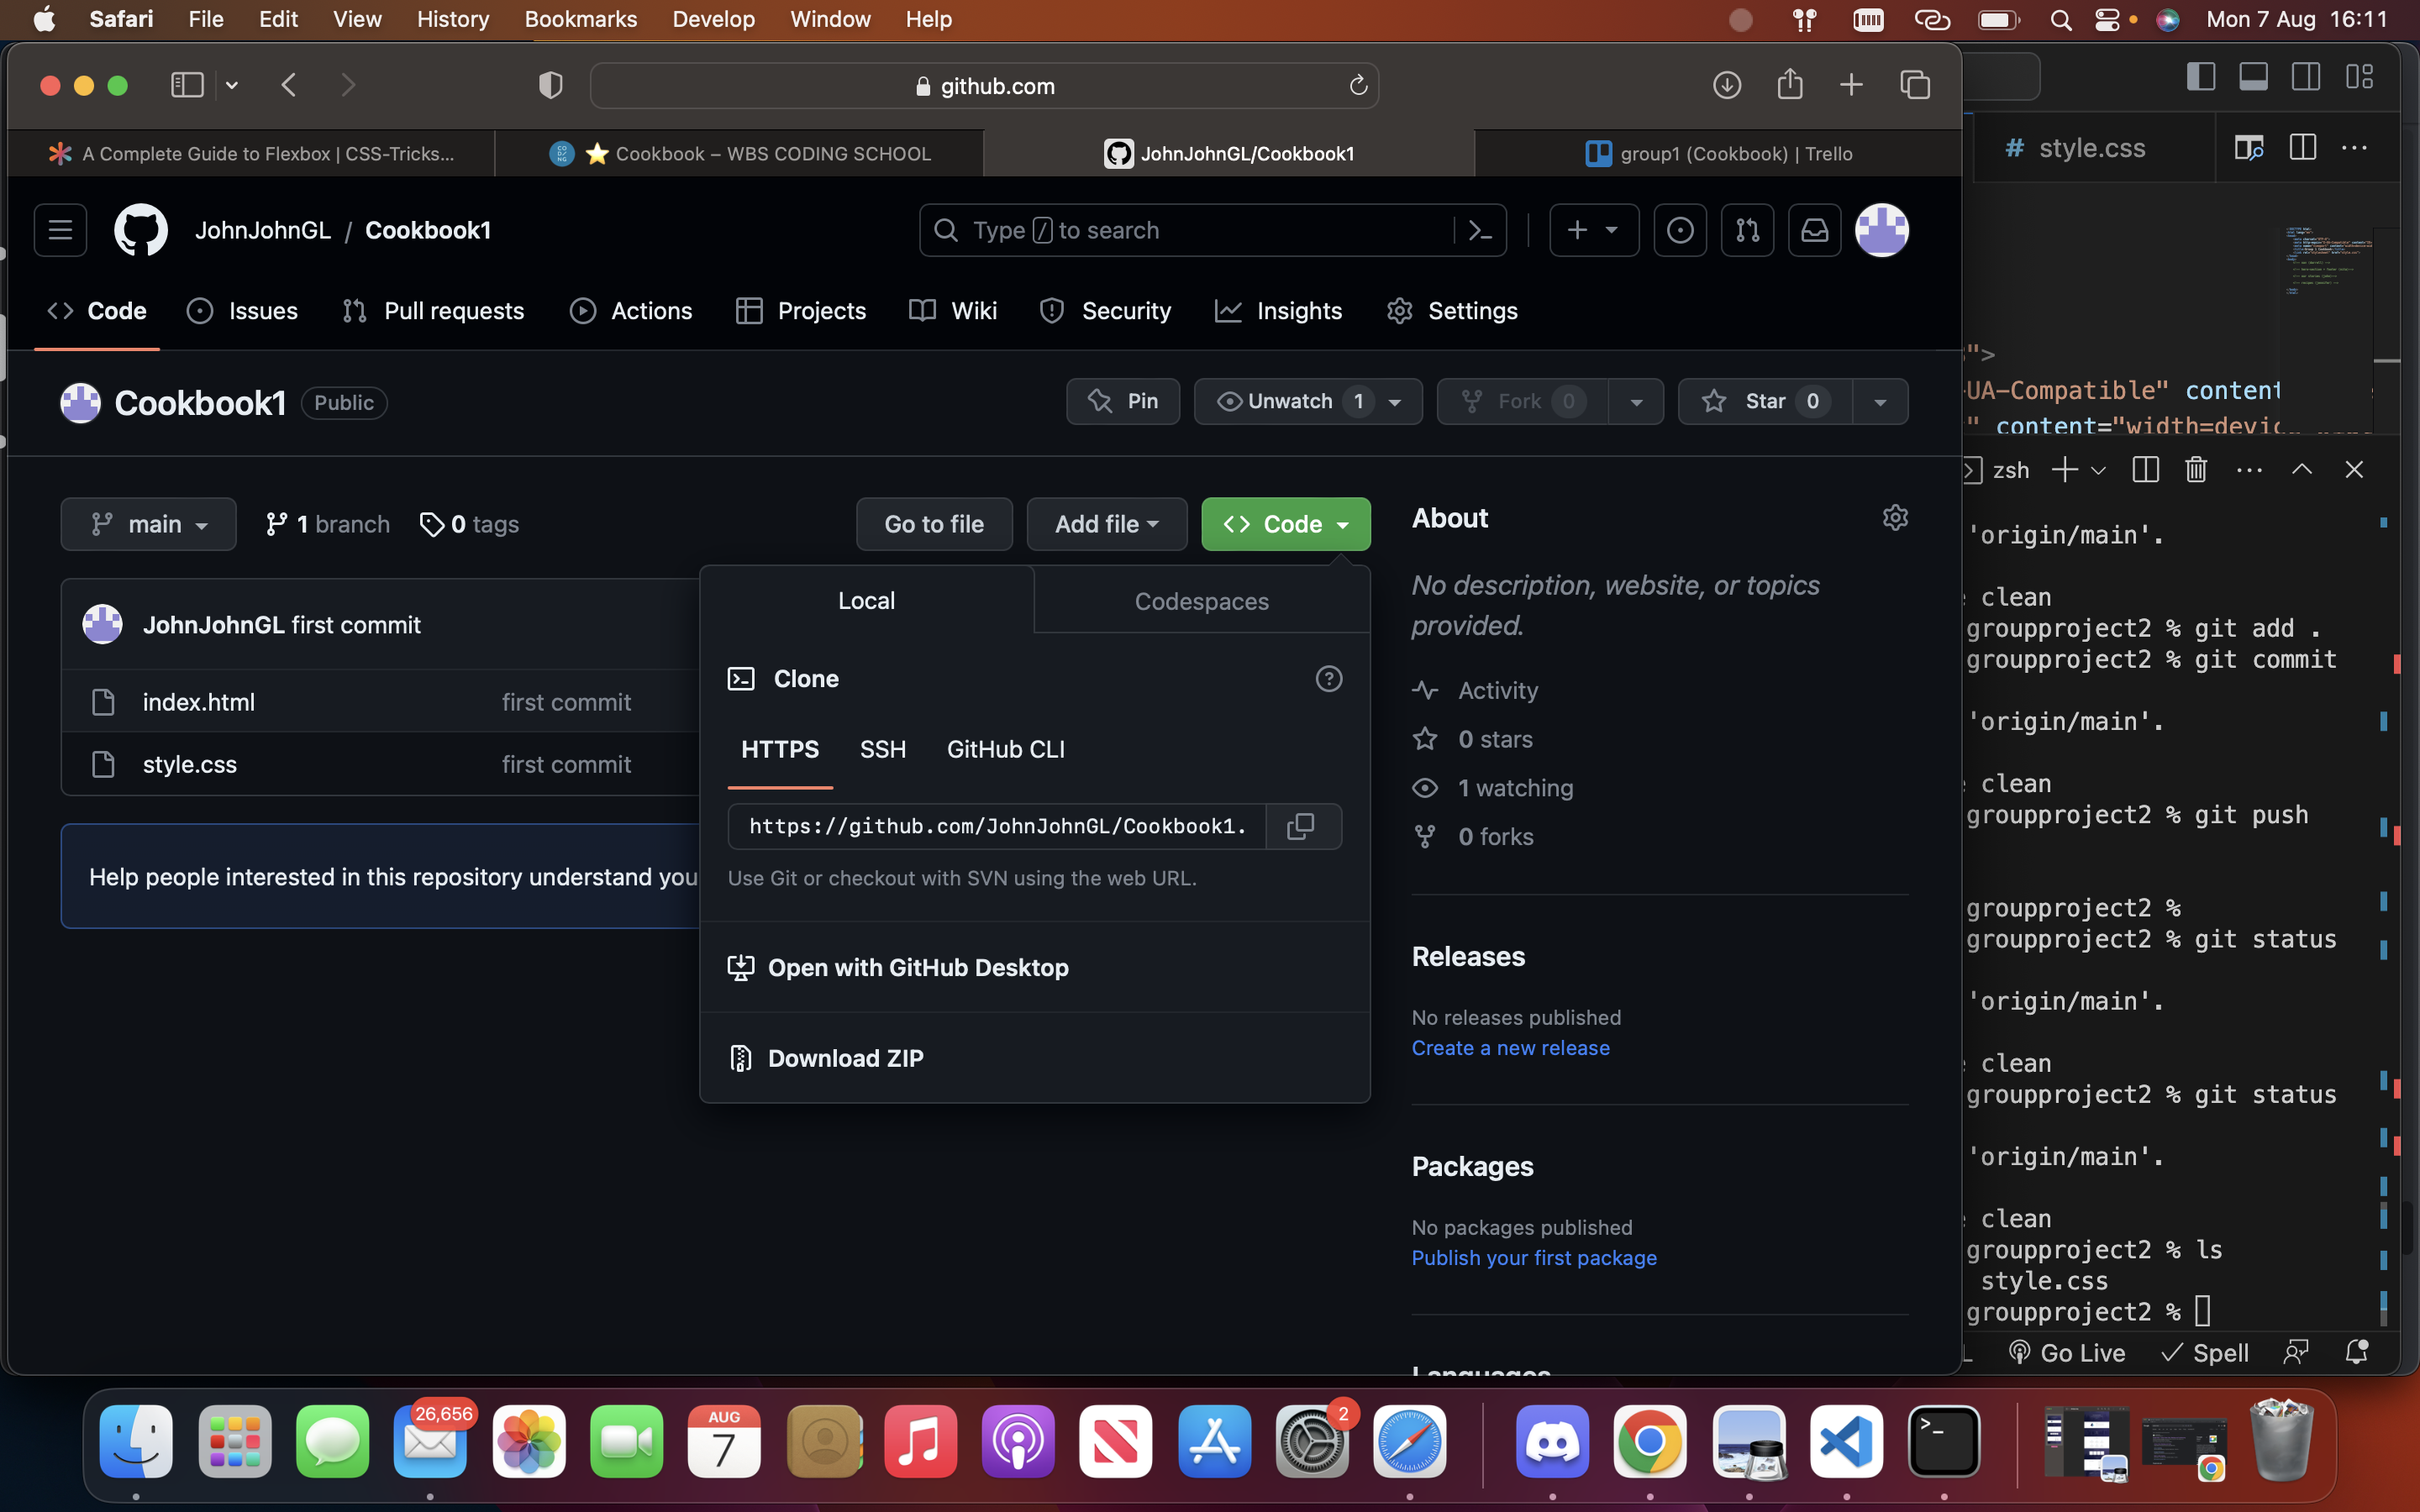 Safari File Edit View History Bookmarks Develop Window Help Mon 7 Aug 16:11
github.com
A Complete Guide to Flexbox | CSS-Tricks...
⭐ Cookbook – WBS CODING SCHOOL
JohnJohnGL/Cookbook1
group1 (Cookbook) | Trello
JohnJohnGL / Cookbook1
Type / to search
Code Issues Pull requests Actions Projects Wiki Security Insights Settings
Cookbook1 Public
Pin Unwatch 1 Fork 0 Star 0
main 1 branch 0 tags Go to file Add file Code
JohnJohnGL first commit
index.html first commit
style.css first commit
Help people interested in this repository understand you
Local Codespaces
Clone
HTTPS SSH GitHub CLI
https://github.com/JohnJohnGL/Cookbook1.
Use Git or checkout with SVN using the web URL.
Open with GitHub Desktop
Download ZIP
About
No description, website, or topics
provided.
Activity
0 stars
1 watching
0 forks
Releases
No releases published
Create a new release
Packages
No packages published
Publish your first package
Languages
# style.css
">
UA-Compatible" content
" content="width=devic
zsh
'origin/main'.
clean
groupproject2 % git add .
groupproject2 % git commit
'origin/main'.
clean
groupproject2 % git push
groupproject2 %
groupproject2 % git status
'origin/main'.
clean
groupproject2 % git status
'origin/main'.
clean
groupproject2 % ls
style.css
groupproject2 %
Go Live Spell
26,656
AUG
7
2